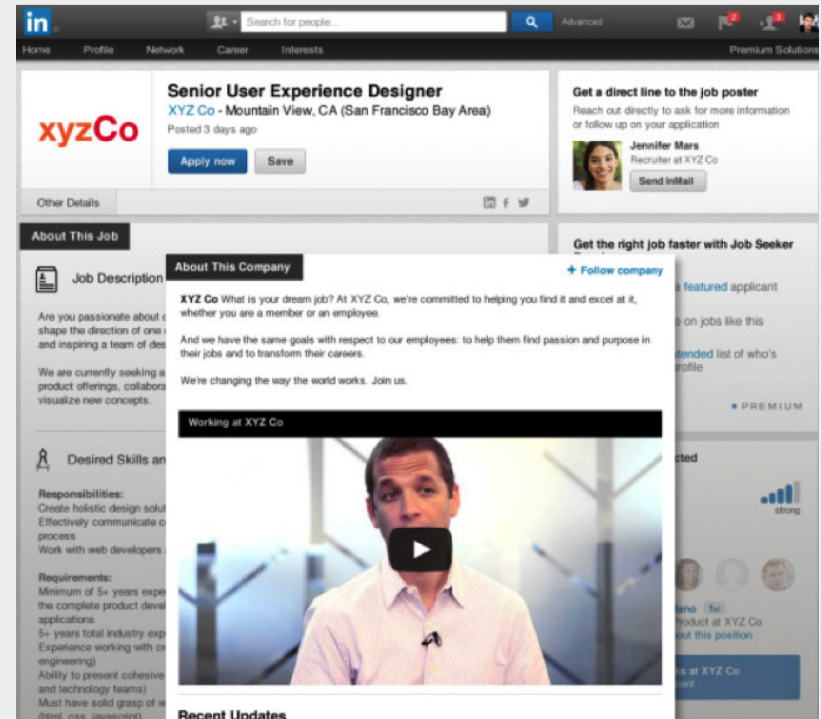 in
Search for people...
Advanced
2
3
Home Profile Network Career Interests Premium Solutions
xyzCo
Senior User Experience Designer
XYZ Co - Mountain View, CA (San Francisco Bay Area)
Posted 3 days ago
Apply now Save
Other Details
Get a direct line to the job poster
Reach out directly to ask for more information
or follow up on your application
Jennifer Mars
Recruiter at XYZ Co
Send InMail
About This Job
Job Description
Are you passionate about
shape the direction of one
and inspiring a team of des
We are currently seeking a
product offerings, collabora
visualize new concepts.
Desired Skills an
Responsibilities:
Create holistic design solut
Effectively communicate c
process
Work with web developers
Requirements:
Minimum of 5+ years expe
the complete product devel
applications
5+ years total industry exp
Experience working with cr
engineering)
Ability to present cohesive
and technology teams)
Must have solid grasp of w
(html, css, javascript)
About This Company
+ Follow company
XYZ Co What is your dream job? At XYZ Co, we're committed to helping you find it and excel at it,
whether you are a member or an employee.
And we have the same goals with respect to our employees: to help them find passion and purpose in
their jobs and to transform their careers.
We're changing the way the world works. Join us.
Working at XYZ Co
Recent Updates
Get the right job faster with Job Seeker
a featured applicant
on jobs like this
tended list of who's
rofile
PREMIUM
cted
strong
lano 1st
Product at XYZ Co
out this position
ks at XYZ Co